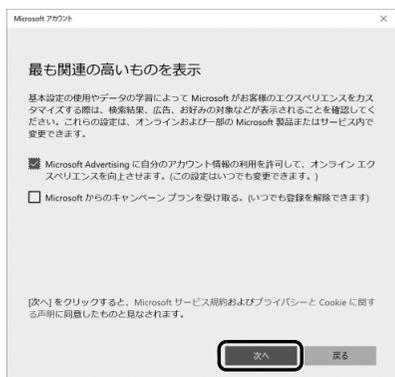 Microsoft アカウント
最も関連の高いものを表示
基本設定の使用やデータの学習によって Microsoft がお客様のエクスペリエンスをカス
タマイズする際は、検索結果、広告、お好みの対象などが表示されることを確認してく
ださい。これらの設定は、オンラインおよび一部の Microsoft 製品またはサービス内で
変更できます。
Microsoft Advertising に自分のアカウント情報の利用を許可して、オンライン エク
スペリエンスを向上させます。(この設定はいつでも変更できます。)
Microsoft からのキャンペーン プランを受け取る。(いつでも登録を解除できます)
[次へ] をクリックすると、Microsoft サービス規約およびプライバシーと Cookie に関す
る声明に同意したものと見なされます。
次へ
戻る